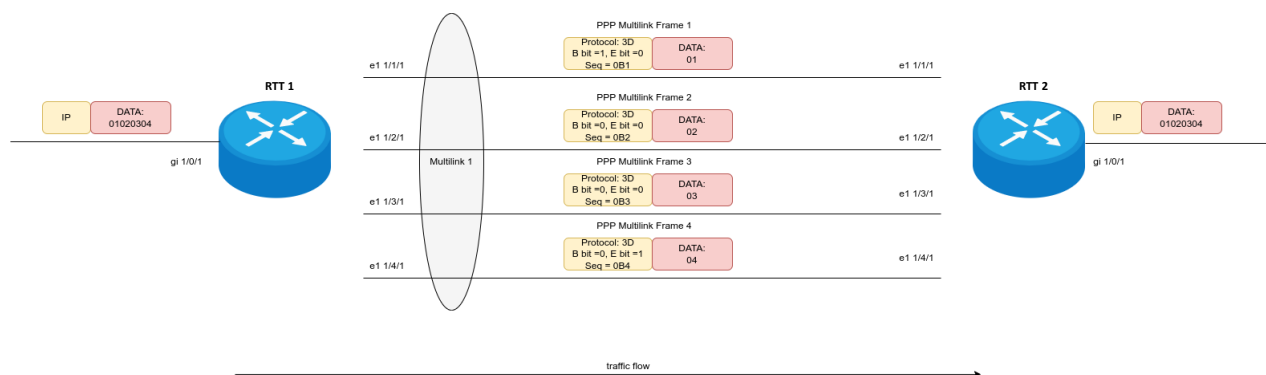 PPP Multilink Frame 1
Protocol: 3D
B bit =1, E bit =0
Seq = 0B1
DATA:
01
e1 1/1/1
e1 1/1/1
RTT 1
RTT 2
PPP Multilink Frame 2
IP
DATA:
01020304
Protocol: 3D
B bit =0, E bit =0
Seq = 0B2
DATA:
02
IP
DATA:
01020304
e1 1/2/1
e1 1/2/1
gi 1/0/1
Multilink 1
PPP Multilink Frame 3
gi 1/0/1
Protocol: 3D
B bit =0, E bit =0
Seq = 0B3
DATA:
03
e1 1/3/1
e1 1/3/1
PPP Multilink Frame 4
Protocol: 3D
B bit =0, E bit =1
Seq = 0B4
DATA:
04
e1 1/4/1
e1 1/4/1
traffic flow